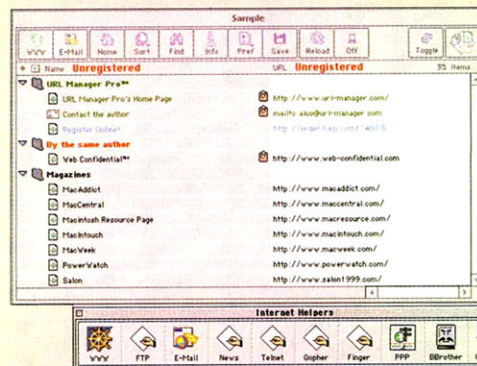 Sample
WWW E-Mail Home Sort Find Info Pref Save Reload Off Toggle
Name Unregistered URL Unregistered 35 items
URL Manager Pro™
URL Manager Pro's Home Page http://www.url-manager.com/
Contact the author mailto:alco@url-manager.com
Register Online!
By the same author
Web Confidential™ http://www.web-confidential.com
Magazines
MacAddict http://www.macaddict.com/
MacCentral http://www.maccentral.com/
Macintosh Resource Page http://www.macresource.com/
MacIntouch http://www.macintouch.com/
MacWeek http://www.macweek.com/
PowerWatch http://www.powerwatch.com/
Salon http://www.salon1999.com/
Internet Helpers
WWW FTP E-Mail News Telnet Gopher Finger PPP BBrother